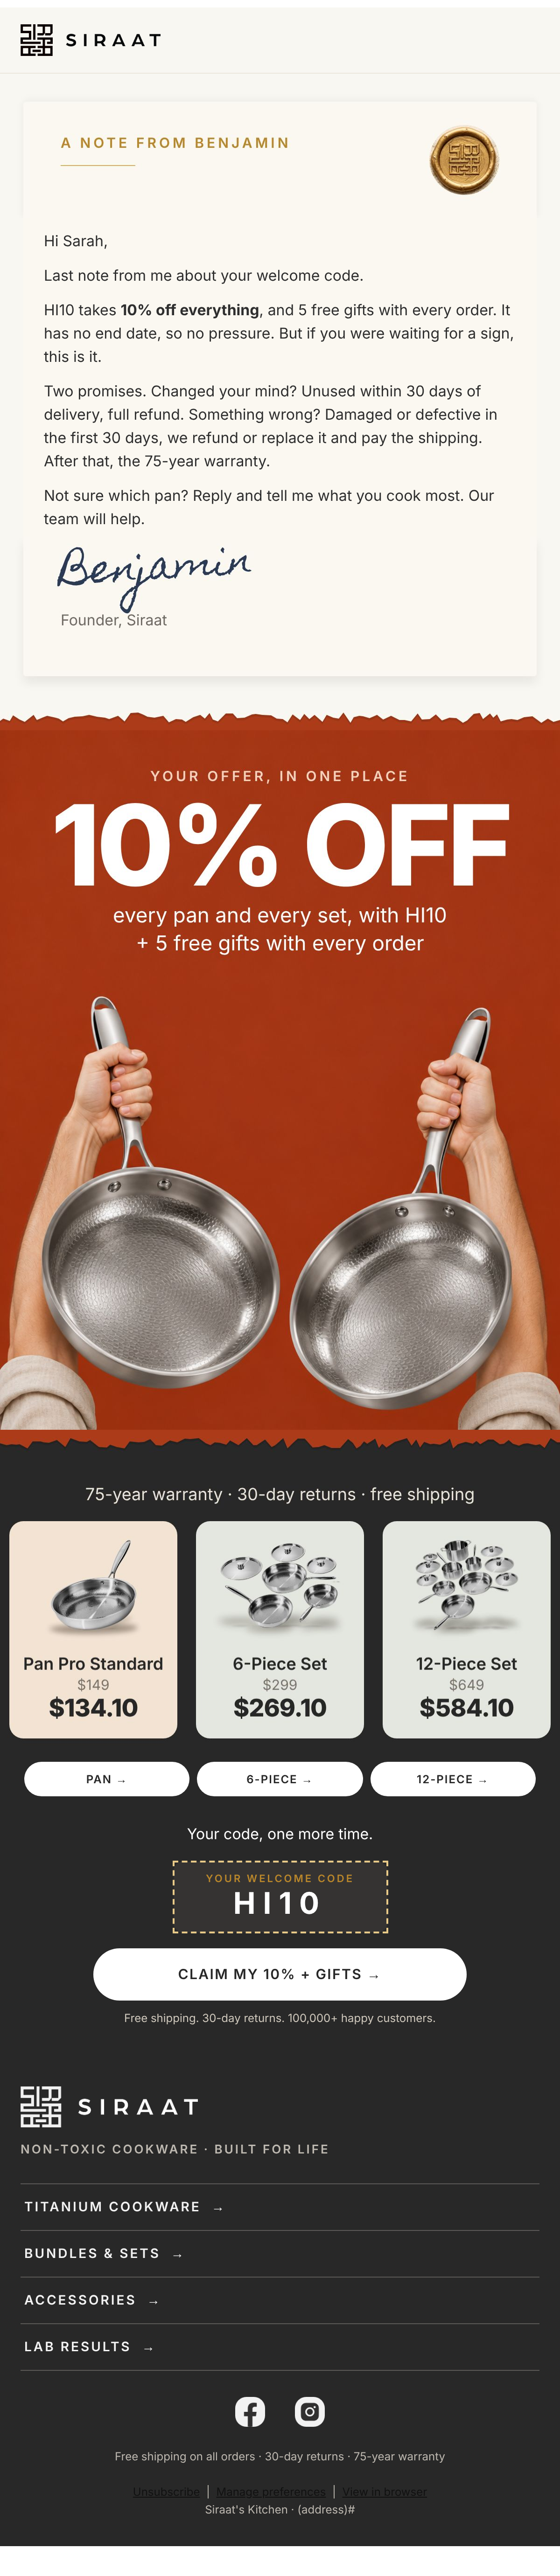 SIRAAT
A NOTE FROM BENJAMIN
Hi Sarah,
Last note from me about your welcome code.
HI10 takes 10% off everything, and 5 free gifts with every order. It
has no end date, so no pressure. But if you were waiting for a sign,
this is it.
Two promises. Changed your mind? Unused within 30 days of
delivery, full refund. Something wrong? Damaged or defective in
the first 30 days, we refund or replace it and pay the shipping.
After that, the 75-year warranty.
Not sure which pan? Reply and tell me what you cook most. Our
team will help.
Benjamin
Founder, Siraat
YOUR OFFER, IN ONE PLACE
10% OFF
every pan and every set, with HI10
+ 5 free gifts with every order
75-year warranty · 30-day returns · free shipping
Pan Pro Standard
$149
$134.10
6-Piece Set
$299
$269.10
12-Piece Set
$649
$584.10
PAN →
6-PIECE →
12-PIECE →
Your code, one more time.
YOUR WELCOME CODE
HI10
CLAIM MY 10% + GIFTS →
Free shipping. 30-day returns. 100,000+ happy customers.
SIRAAT
NON-TOXIC COOKWARE · BUILT FOR LIFE
TITANIUM COOKWARE →
BUNDLES & SETS →
ACCESSORIES →
LAB RESULTS →
Free shipping on all orders · 30-day returns · 75-year warranty
Unsubscribe | Manage preferences | View in browser
Siraat's Kitchen · (address)#